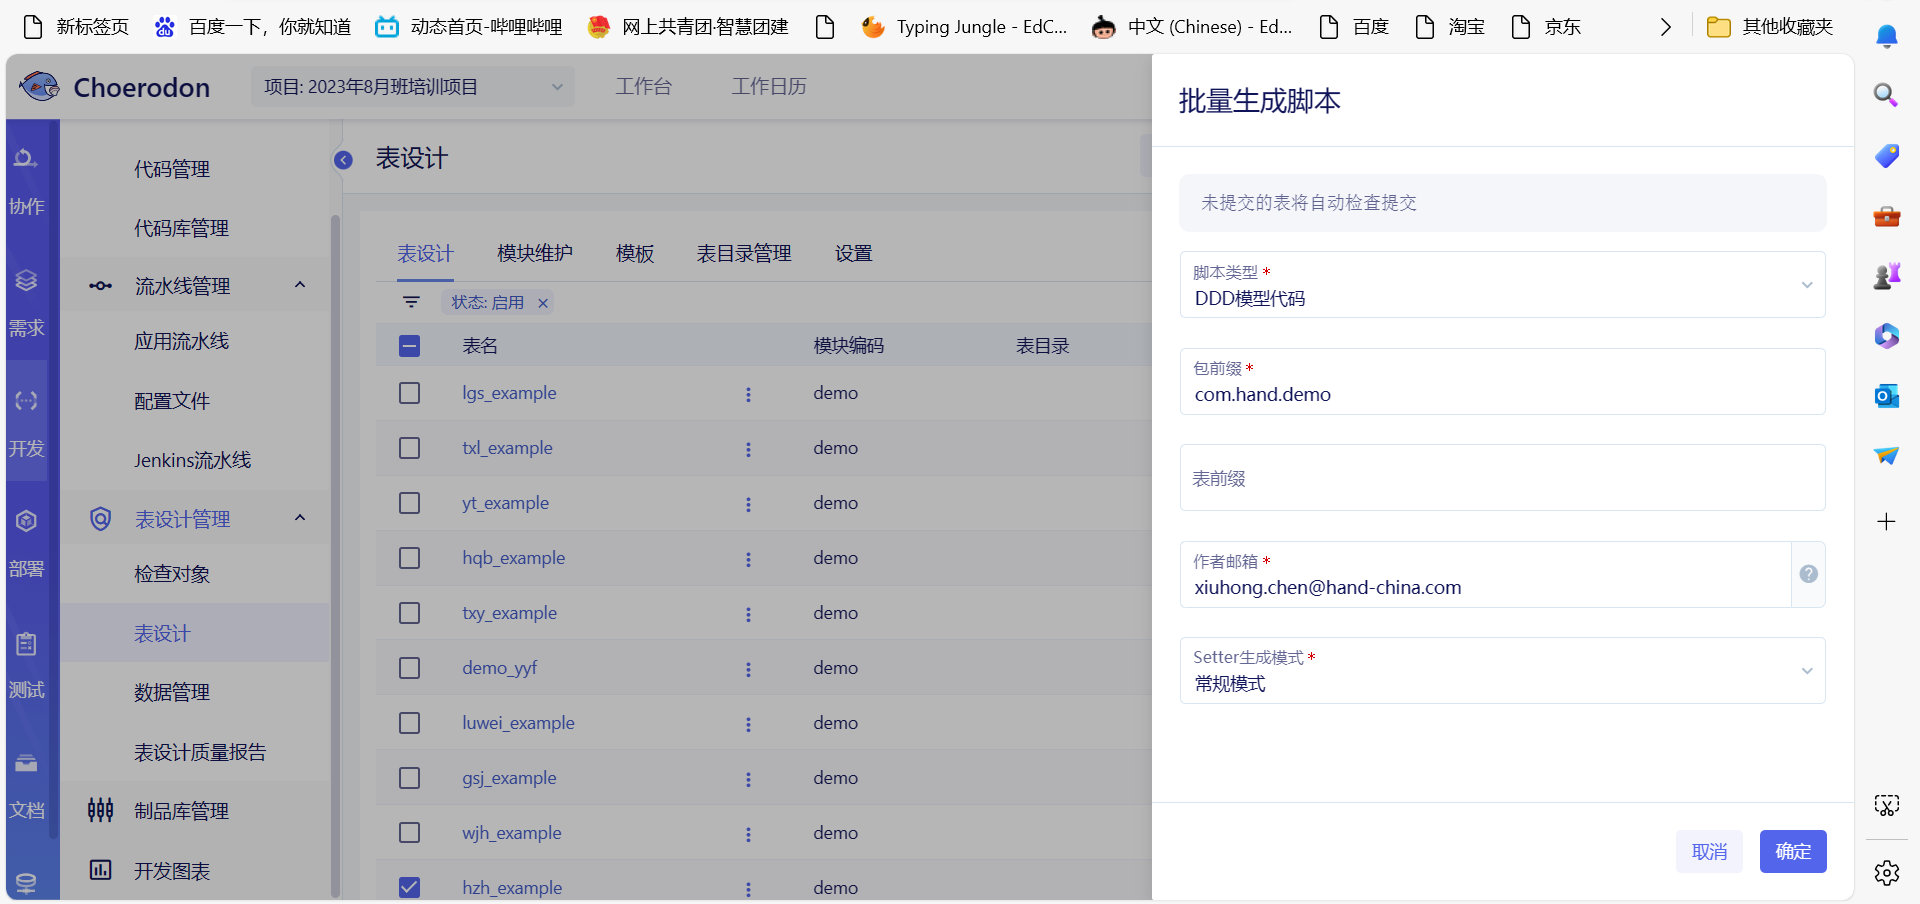 新标签页
百度一下，你就知道
动态首页-哔哩哔哩
网上共青团·智慧团建
Typing Jungle - EdC...
中文 (Chinese) - Ed...
百度
淘宝
京东
其他收藏夹
Choerodon
项目: 2023年8月班培训项目
工作台
工作日历
协作
需求
开发
部署
测试
文档
代码管理
代码库管理
流水线管理
应用流水线
配置文件
Jenkins流水线
表设计管理
检查对象
表设计
数据管理
表设计质量报告
制品库管理
开发图表
表设计
表设计 模块维护 模板 表目录管理 设置
状态: 启用 ×
表名 模块编码 表目录
lgs_example demo
txl_example demo
yt_example demo
hqb_example demo
txy_example demo
demo_yyf demo
luwei_example demo
gsj_example demo
wjh_example demo
hzh_example demo
批量生成脚本
未提交的表将自动检查提交
脚本类型 *
DDD模型代码
包前缀 *
com.hand.demo
表前缀
作者邮箱 *
xiuhong.chen@hand-china.com
?
Setter生成模式 *
常规模式
取消 确定